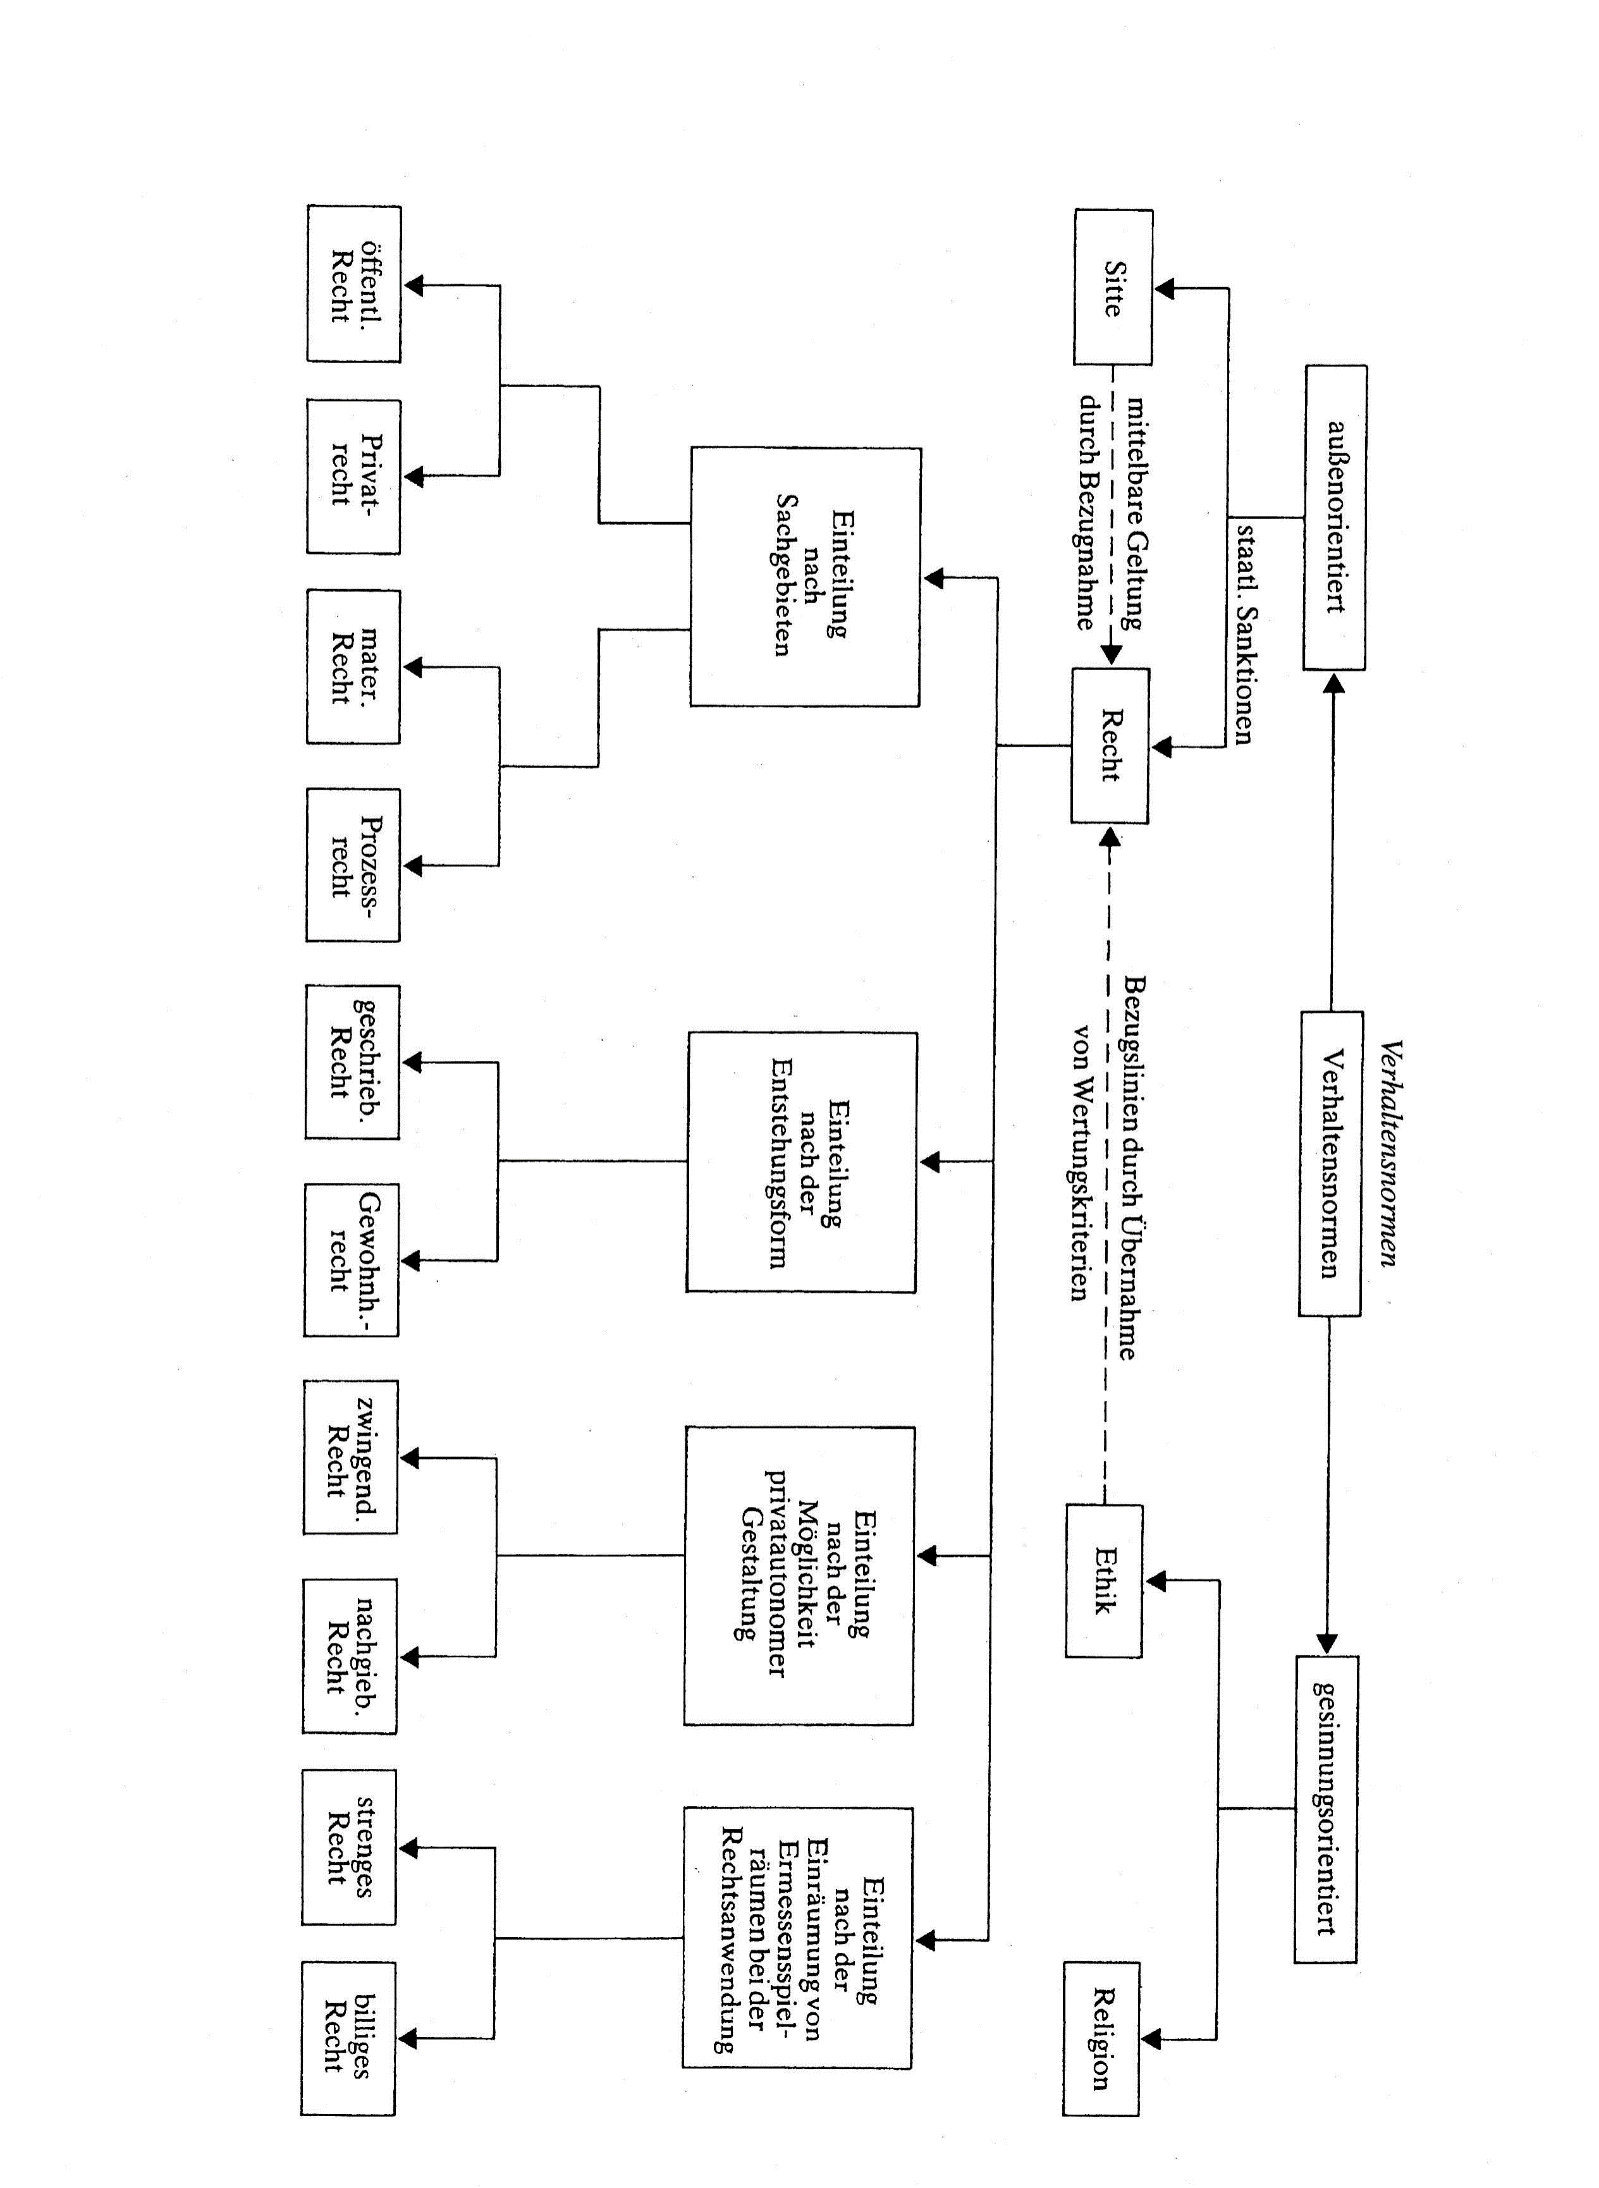 Verhaltensnormen
außenorientiert
Verhaltensnormen
gesinnungsorientiert
staatl. Sanktionen
Sitte
mittelbare Geltung
durch Bezugnahme
Recht
Bezugslinien durch Übernahme
von Wertungskriterien
Ethik
Religion
Einteilung
nach
Sachgebieten
Einteilung
nach der
Entstehungsform
Einteilung
nach der
Möglichkeit
privatautonomer
Gestaltung
Einteilung
nach der
Einräumung von
Ermessensspiel-
räumen bei der
Rechtsanwendung
öffentl.
Recht
Privat-
recht
mater.
Recht
Prozess-
recht
geschrieb.
Recht
Gewohnh.-
recht
zwingend.
Recht
nachgieb.
Recht
strenges
Recht
billiges
Recht